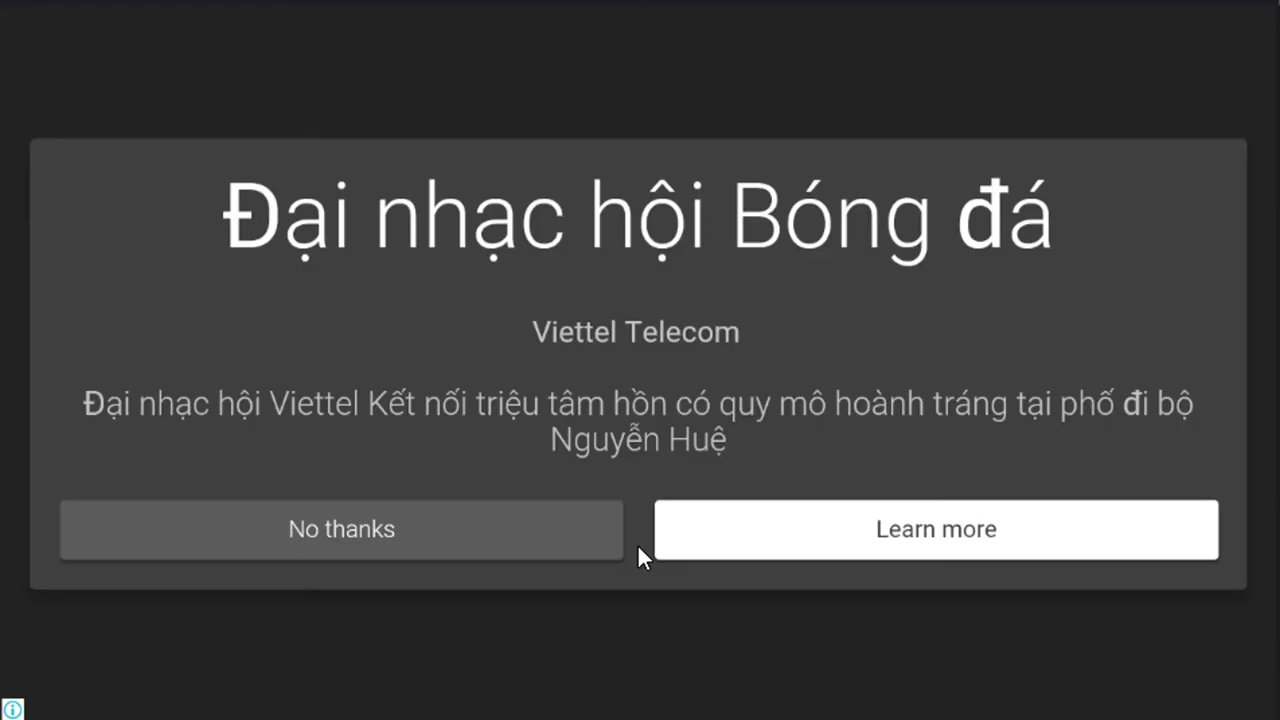 Đại nhạc hội Bóng đá
Viettel Telecom
Đại nhạc hội Viettel Kết nối triệu tâm hồn có quy mô hoành tráng tại phố đi bộ
Nguyễn Huệ
No thanks
Learn more